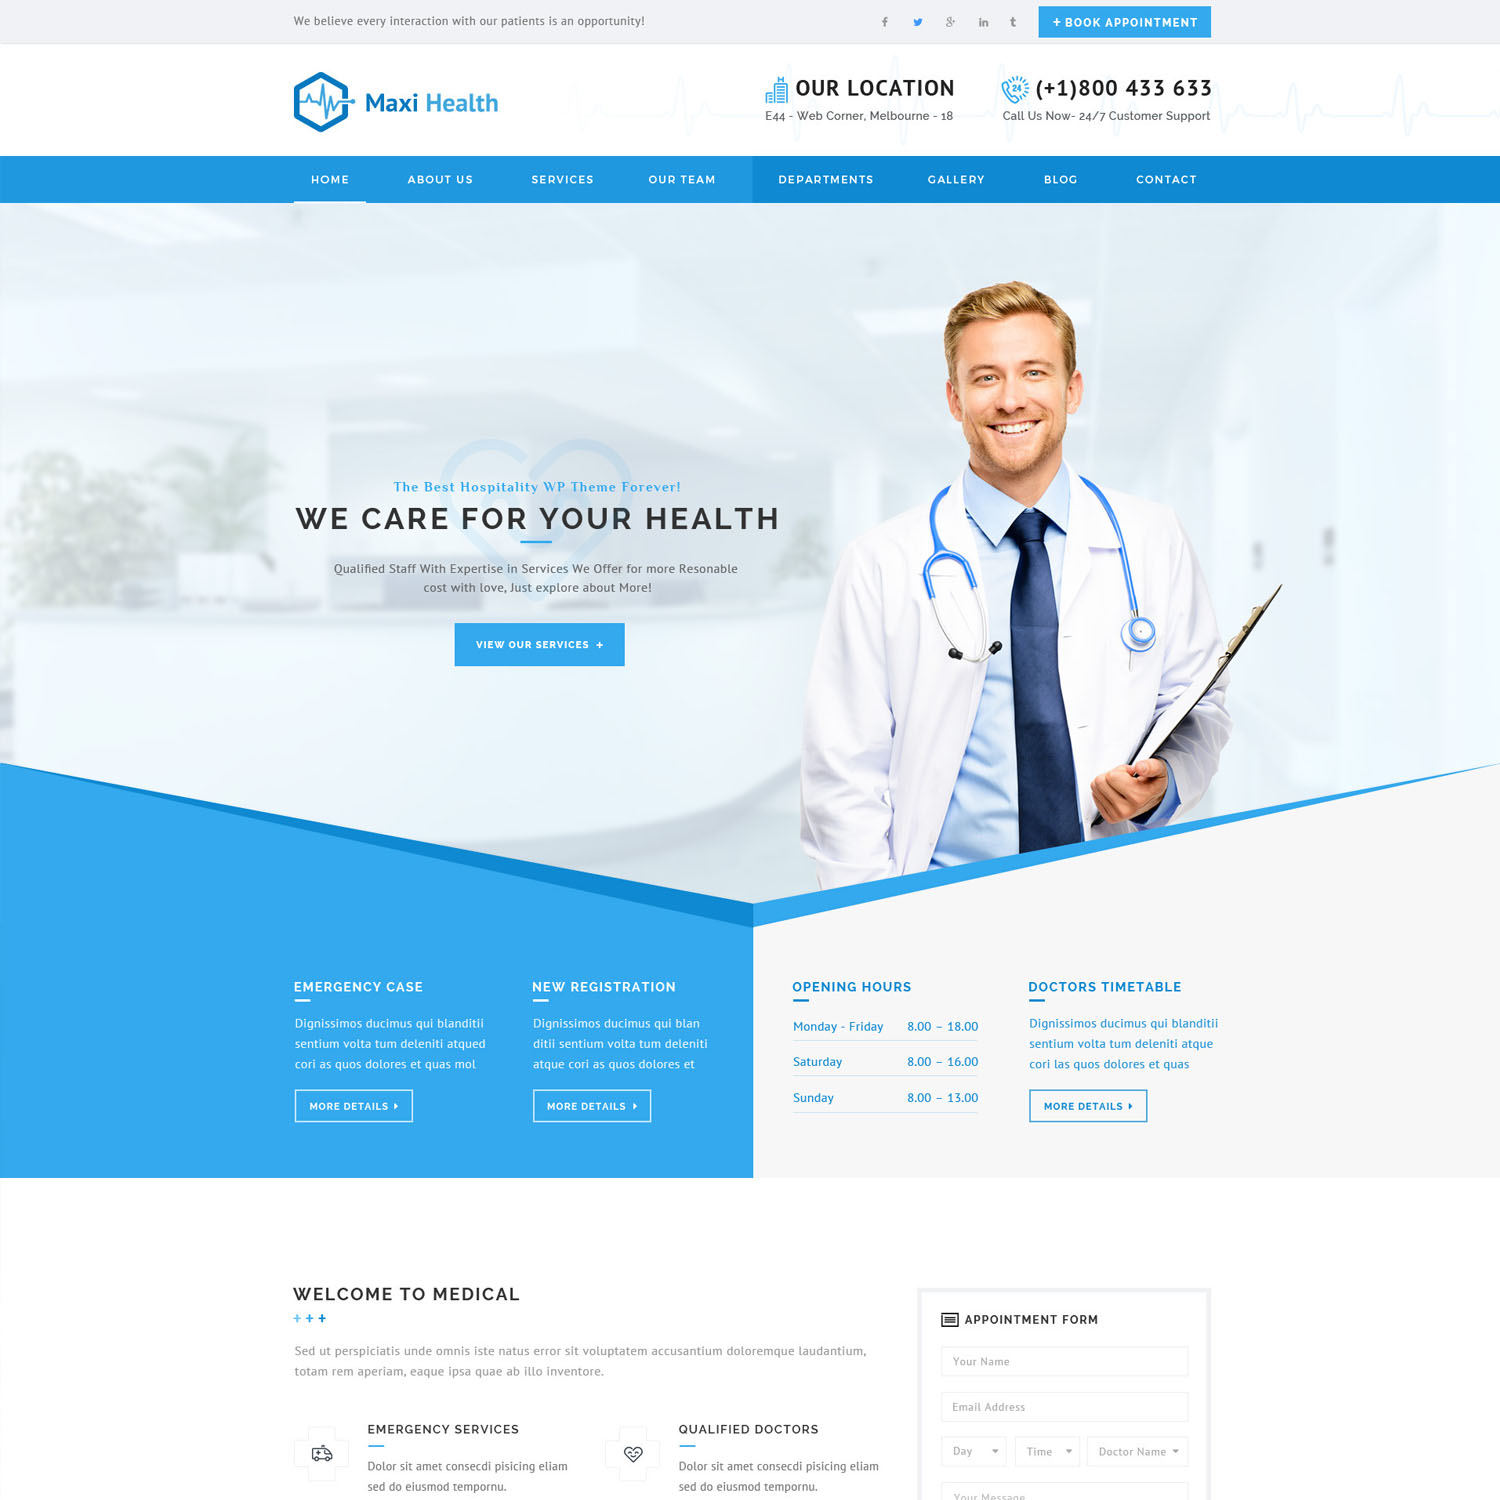 We believe every interaction with our patients is an opportunity!
+ BOOK APPOINTMENT
Maxi Health
OUR LOCATION
E44 - Web Corner, Melbourne - 18
24
(+1)800 433 633
Call Us Now- 24/7 Customer Support
HOME ABOUT US SERVICES OUR TEAM DEPARTMENTS GALLERY BLOG CONTACT
The Best Hospitality WP Theme Forever!
WE CARE FOR YOUR HEALTH
Qualified Staff With Expertise in Services We Offer for more Resonable
cost with love, Just explore about More!
VIEW OUR SERVICES +
EMERGENCY CASE
Dignissimos ducimus qui blanditii
sentium volta tum deleniti atqued
cori as quos dolores et quas mol
MORE DETAILS
NEW REGISTRATION
Dignissimos ducimus qui blan
ditii sentium volta tum deleniti
atque cori as quos dolores et
MORE DETAILS
OPENING HOURS
Monday - Friday 8.00 – 18.00
Saturday 8.00 – 16.00
Sunday 8.00 – 13.00
DOCTORS TIMETABLE
Dignissimos ducimus qui blanditii
sentium volta tum deleniti atque
cori las quos dolores et quas
MORE DETAILS
WELCOME TO MEDICAL
+ + +
Sed ut perspiciatis unde omnis iste natus error sit voluptatem accusantium doloremque laudantium,
totam rem aperiam, eaque ipsa quae ab illo inventore.
EMERGENCY SERVICES
Dolor sit amet consecdi pisicing eliam
sed do eiusmod tempornu.
QUALIFIED DOCTORS
Dolor sit amet consecdi pisicing eliam
sed do eiusmod tempornu.
APPOINTMENT FORM
Your Name
Email Address
Day Time Doctor Name
Your Message